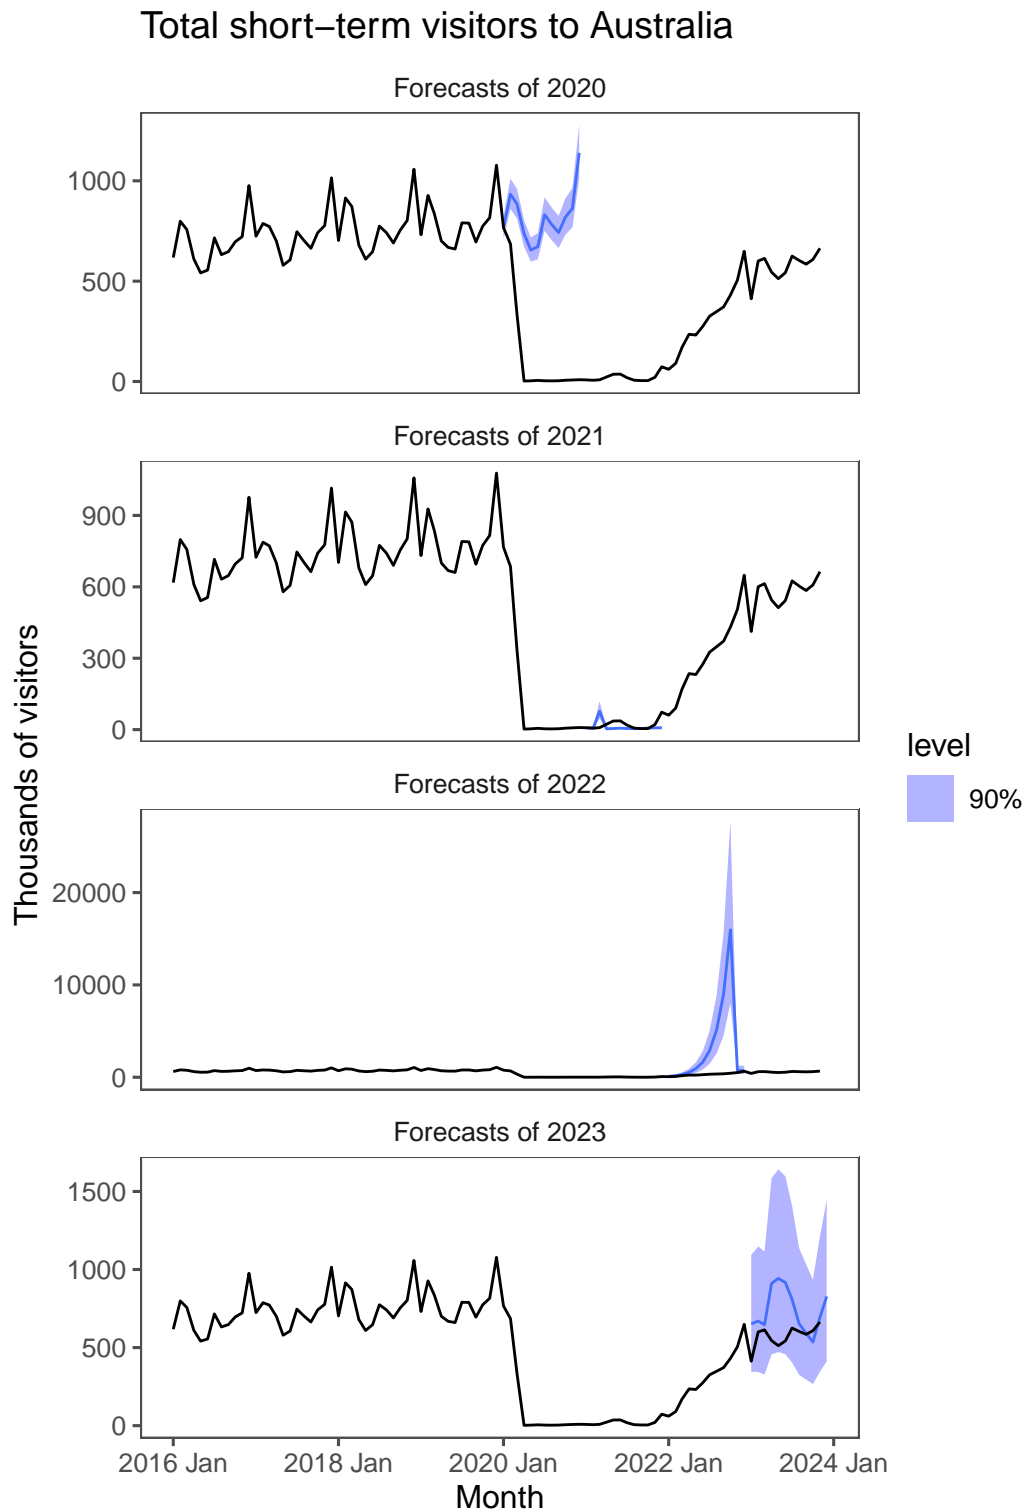 Total short−term visitors to Australia
Forecasts of 2020
1000
500
0
Forecasts of 2021
900
600
300
0
Forecasts of 2022
20000
10000
0
Forecasts of 2023
1500
1000
500
0
2016 Jan 2018 Jan 2020 Jan 2022 Jan 2024 Jan
Month
Thousands of visitors
level
90%